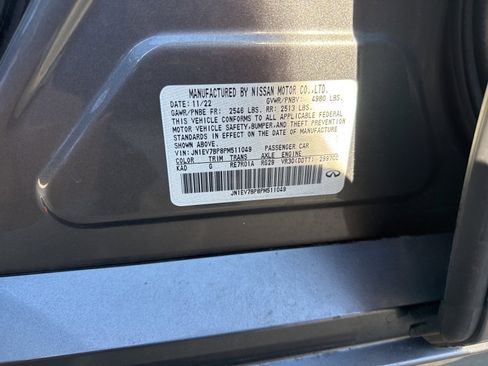 MANUFACTURED BY NISSAN MOTOR CO.,LTD.
DATE: 11/22 GVWR/PNBV: 4980 LBS.
GAWR/PNBE FR: 2546 LBS. RR: 2513 LBS.
THIS VEHICLE CONFORMS TO ALL APPLICABLE FEDERAL
MOTOR VEHICLE SAFETY,BUMPER,AND THEFT PREVENTION
STANDARDS IN EFFECT ON THE DATE OF MANUFACTURE
SHOWN ABOVE.
VIN: JN1EV7BP8PM511049 PASSENGER CAR
COLOR TRIM TRANS AXLE ENGINE
KAD G RE7R01A RG29 VR30(DDTT) 2997CC
JN1EV7BP8PM511049